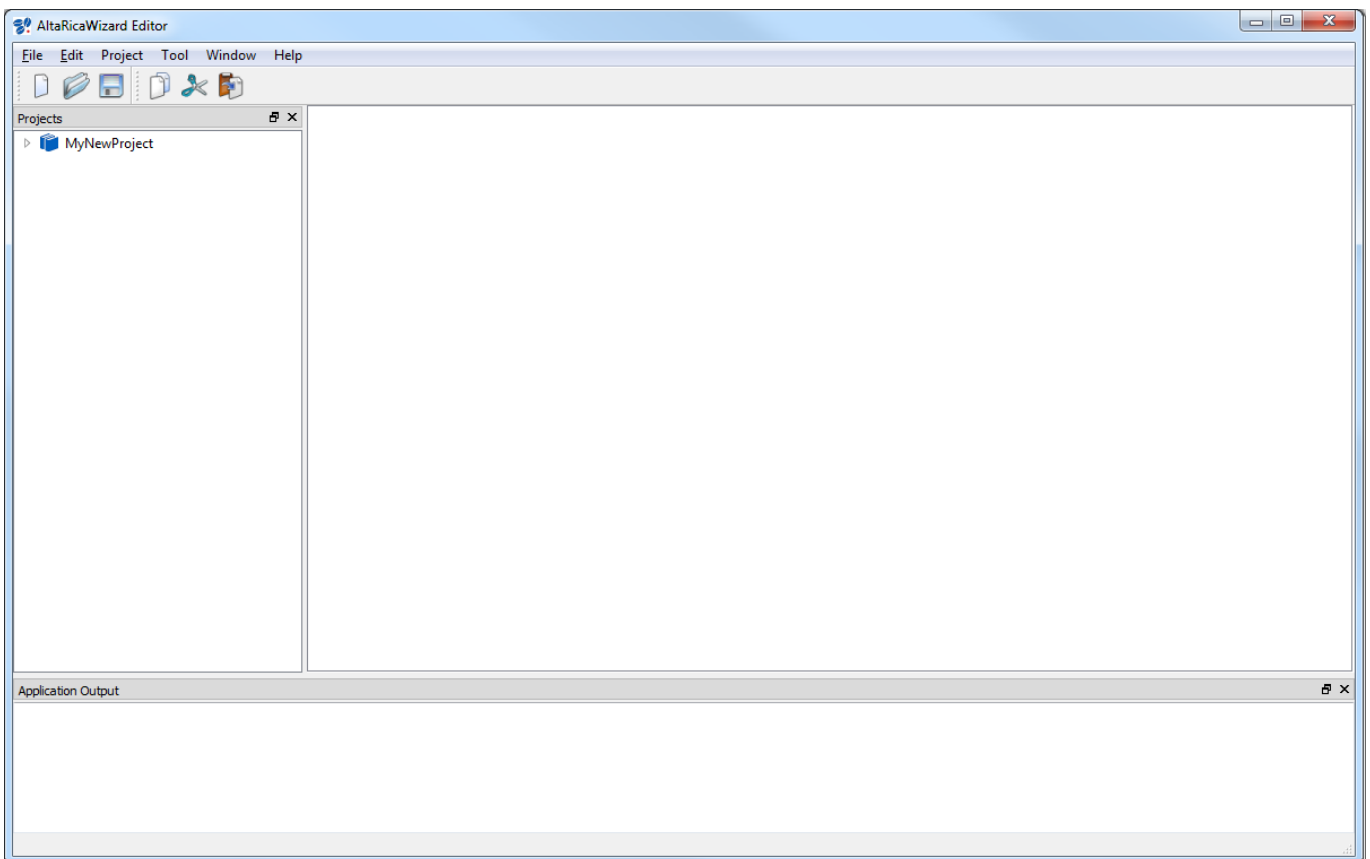 AltaRicaWizard Editor
File Edit Project Tool Window Help
Projects
MyNewProject
Application Output